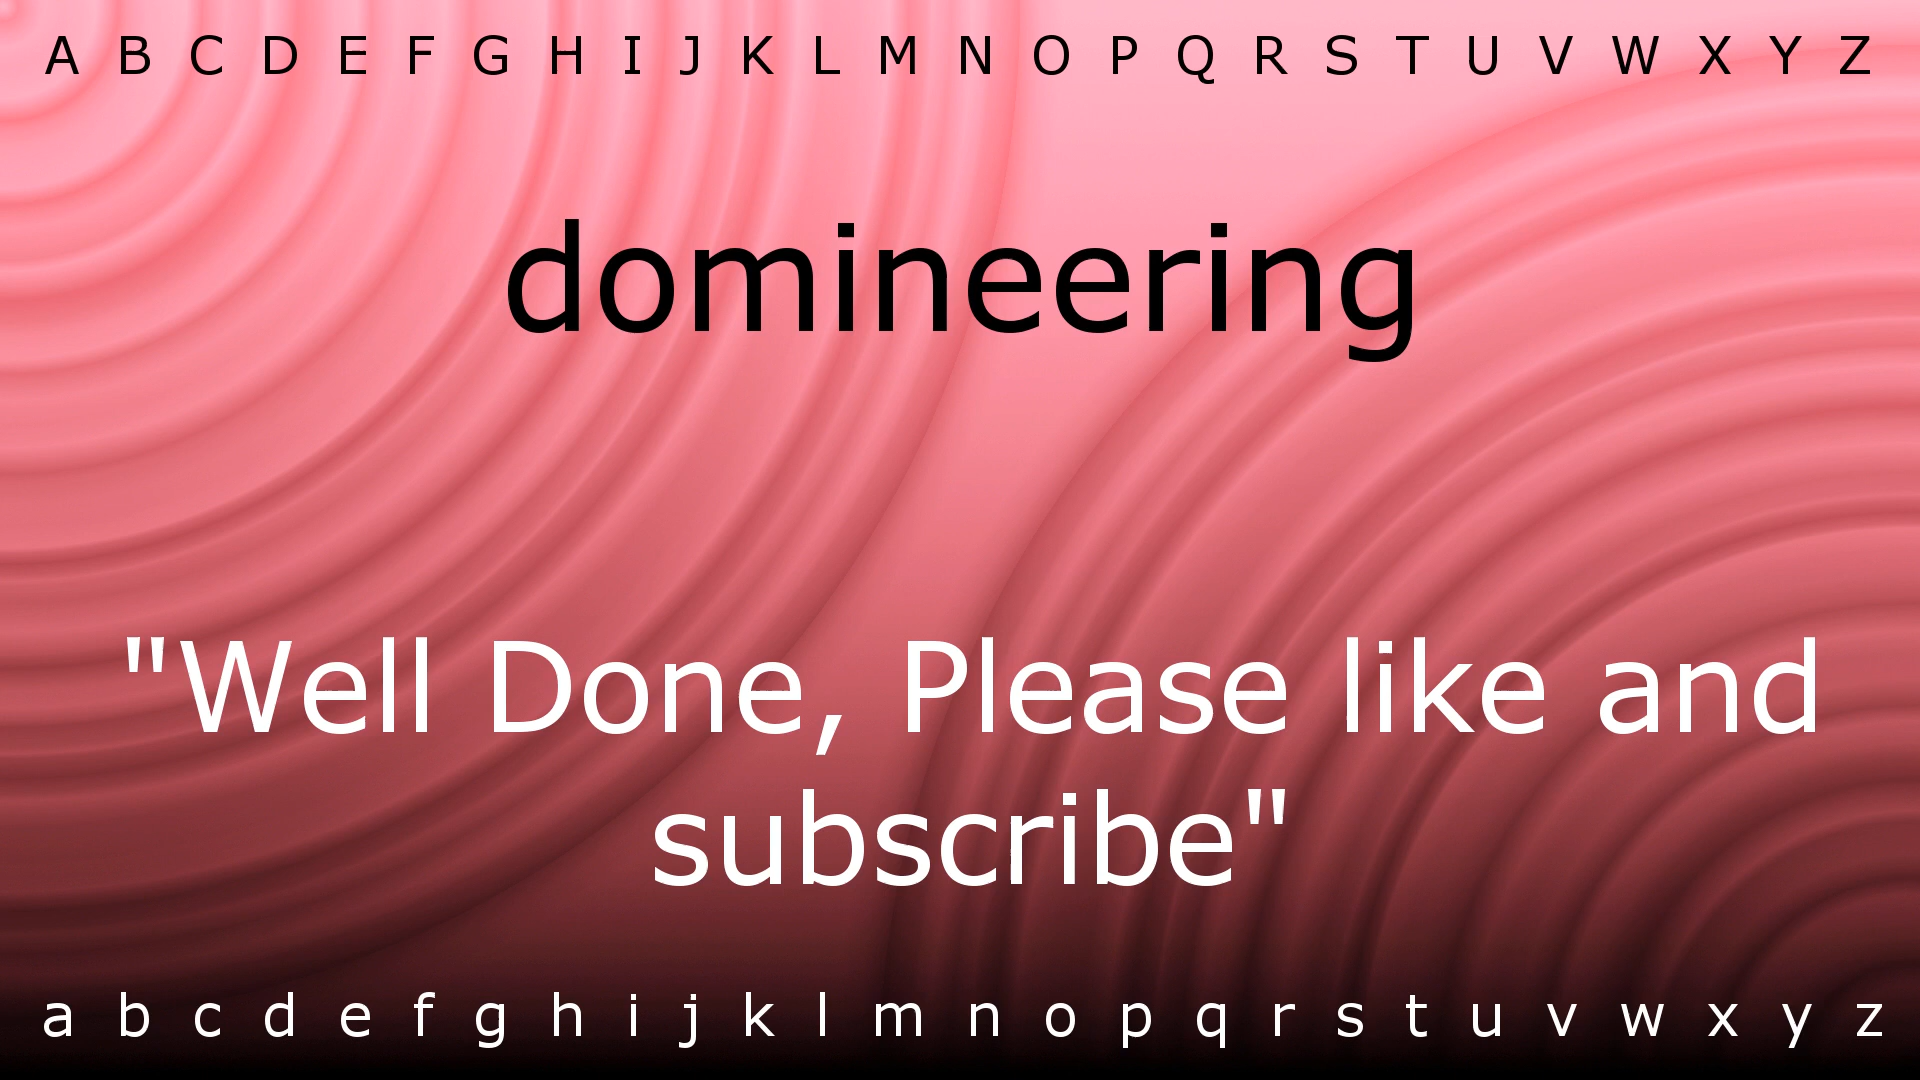 A B C D E F G H I J K L M N O P Q R S T U V W X Y Z
domineering
"Well Done, Please like and
subscribe"
a b c d e f g h i j k l m n o p q r s t u v w x y z